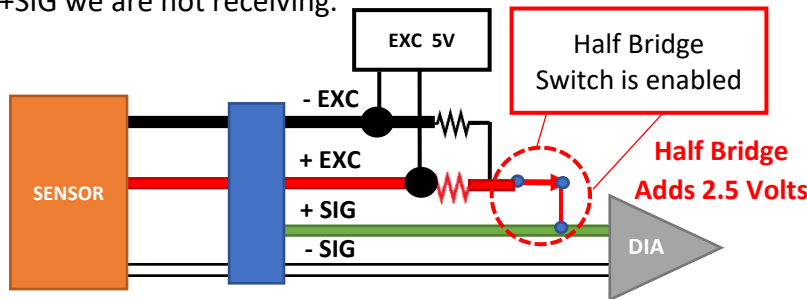 +SIG we are not receiving.
EXC 5V
Half Bridge
Switch is enabled
- EXC
+ EXC
Half Bridge
Adds 2.5 Volts
SENSOR
+ SIG
- SIG
DIA